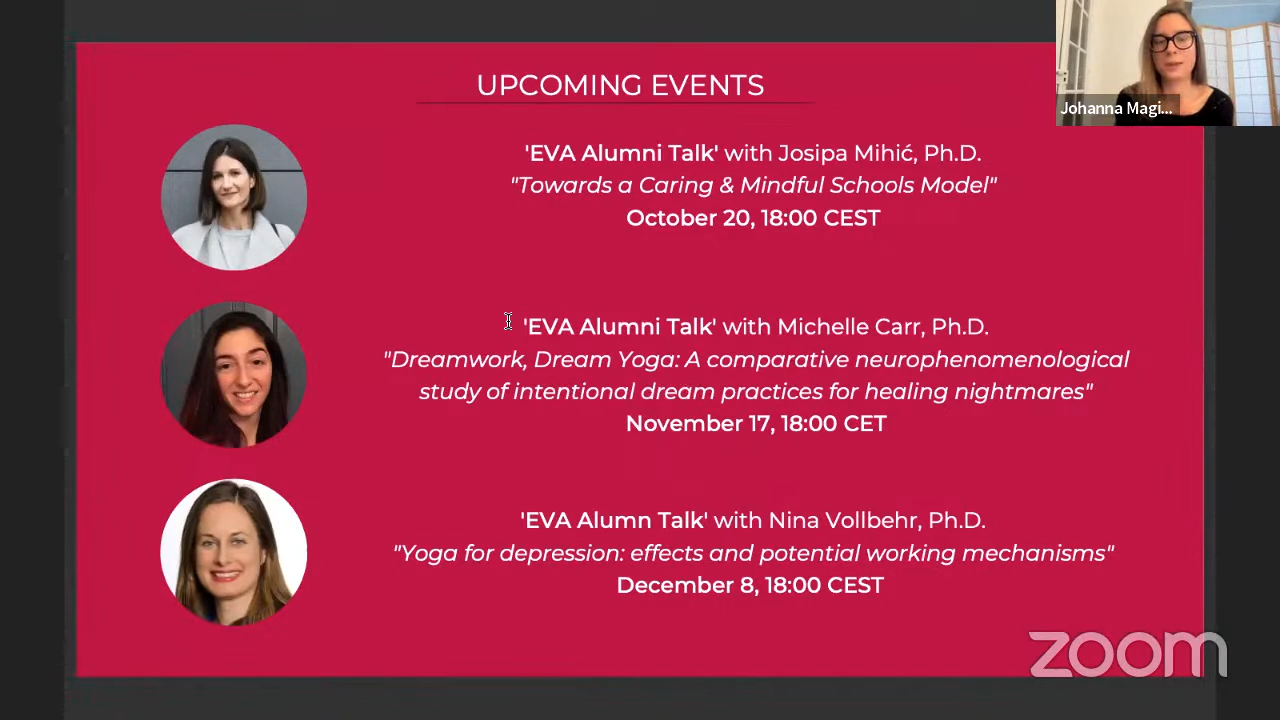 UPCOMING EVENTS
Johanna Magi...
'EVA Alumni Talk' with Josipa Mihić, Ph.D.
"Towards a Caring & Mindful Schools Model"
October 20, 18:00 CEST
'EVA Alumni Talk' with Michelle Carr, Ph.D.
"Dreamwork, Dream Yoga: A comparative neurophenomenological
study of intentional dream practices for healing nightmares"
November 17, 18:00 CET
'EVA Alumn Talk' with Nina Vollbehr, Ph.D.
"Yoga for depression: effects and potential working mechanisms"
December 8, 18:00 CEST
zoom